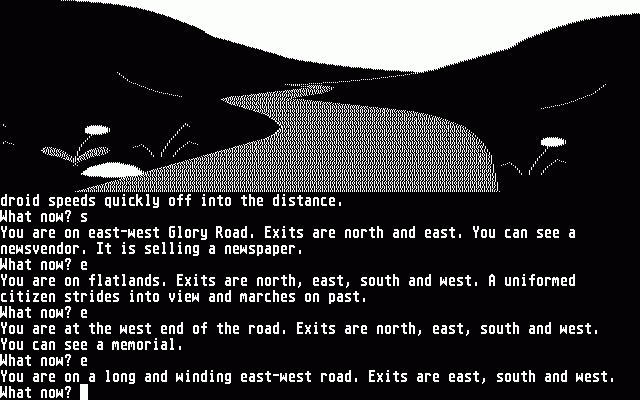 droid speeds quickly off into the distance.
What now? s
You are on east-west Glory Road. Exits are north and east. You can see a
newsvendor. It is selling a newspaper.
What now? e
You are on flatlands. Exits are north, east, south and west. A uniformed
citizen strides into view and marches on past.
What now? e
You are at the west end of the road. Exits are north, east, south and west.
You can see a memorial.
What now? e
You are on a long and winding east-west road. Exits are east, south and west.
What now?